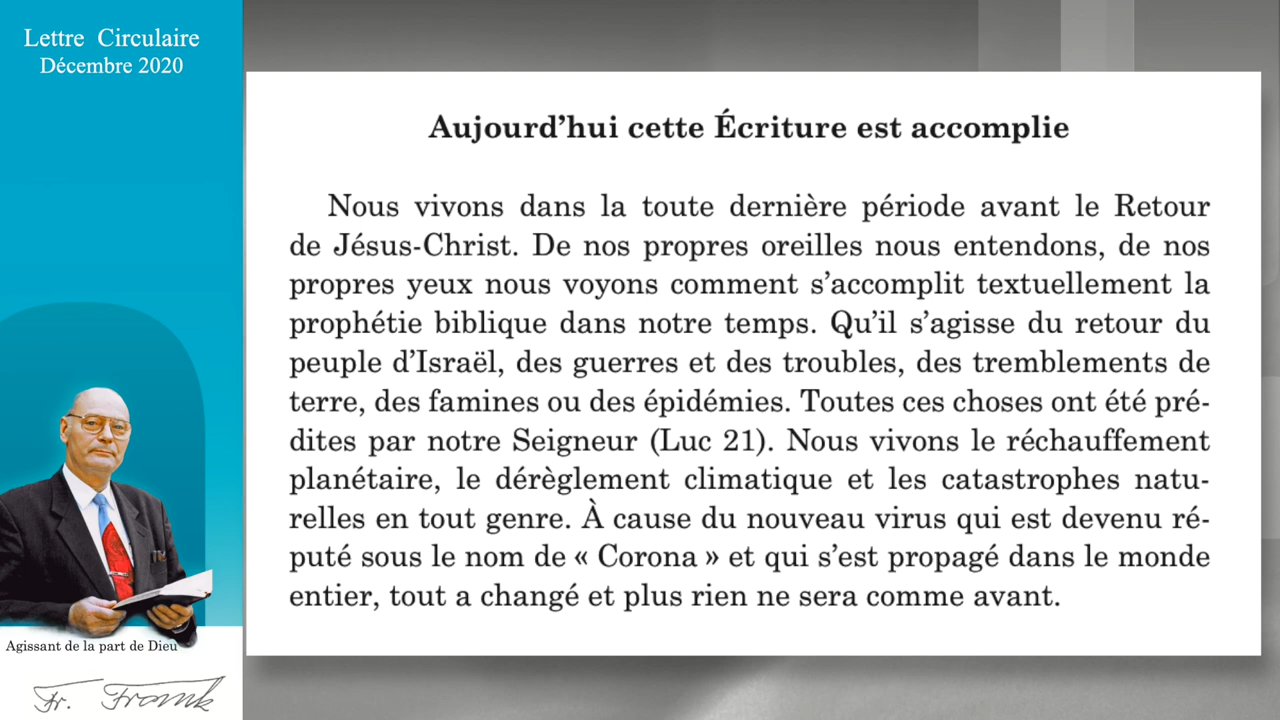 Lettre Circulaire
Décembre 2020
Aujourd’hui cette Écriture est accomplie
Nous vivons dans la toute dernière période avant le Retour
de Jésus-Christ. De nos propres oreilles nous entendons, de nos
propres yeux nous voyons comment s’accomplit textuellement la
prophétie biblique dans notre temps. Qu’il s’agisse du retour du
peuple d’Israël, des guerres et des troubles, des tremblements de
terre, des famines ou des épidémies. Toutes ces choses ont été pré-
dites par notre Seigneur (Luc 21). Nous vivons le réchauffement
planétaire, le dérèglement climatique et les catastrophes natu-
relles en tout genre. À cause du nouveau virus qui est devenu ré-
puté sous le nom de « Corona » et qui s’est propagé dans le monde
entier, tout a changé et plus rien ne sera comme avant.
Agissant de la part de Dieu
Fr. Frank